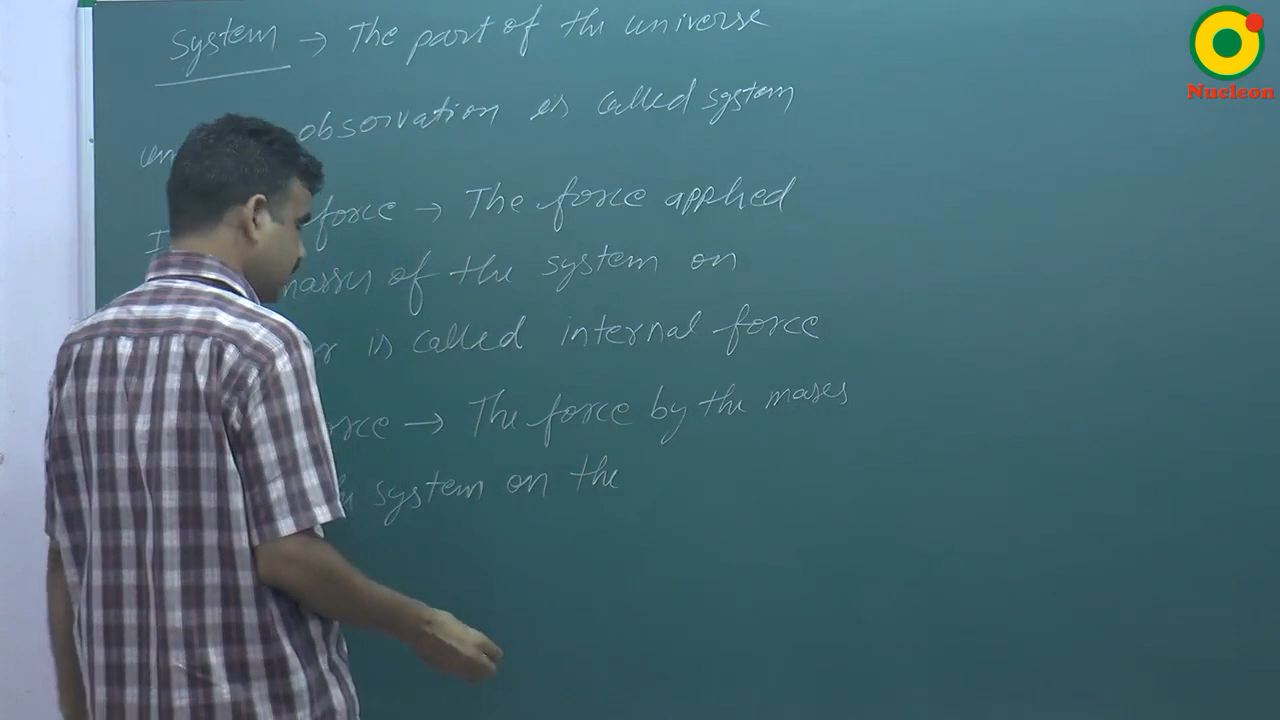 System → The part of the universe
observation is called system
force → The force applied
masses of the system on
is called internal force
→ The force by the masses
system on the
Nucleon